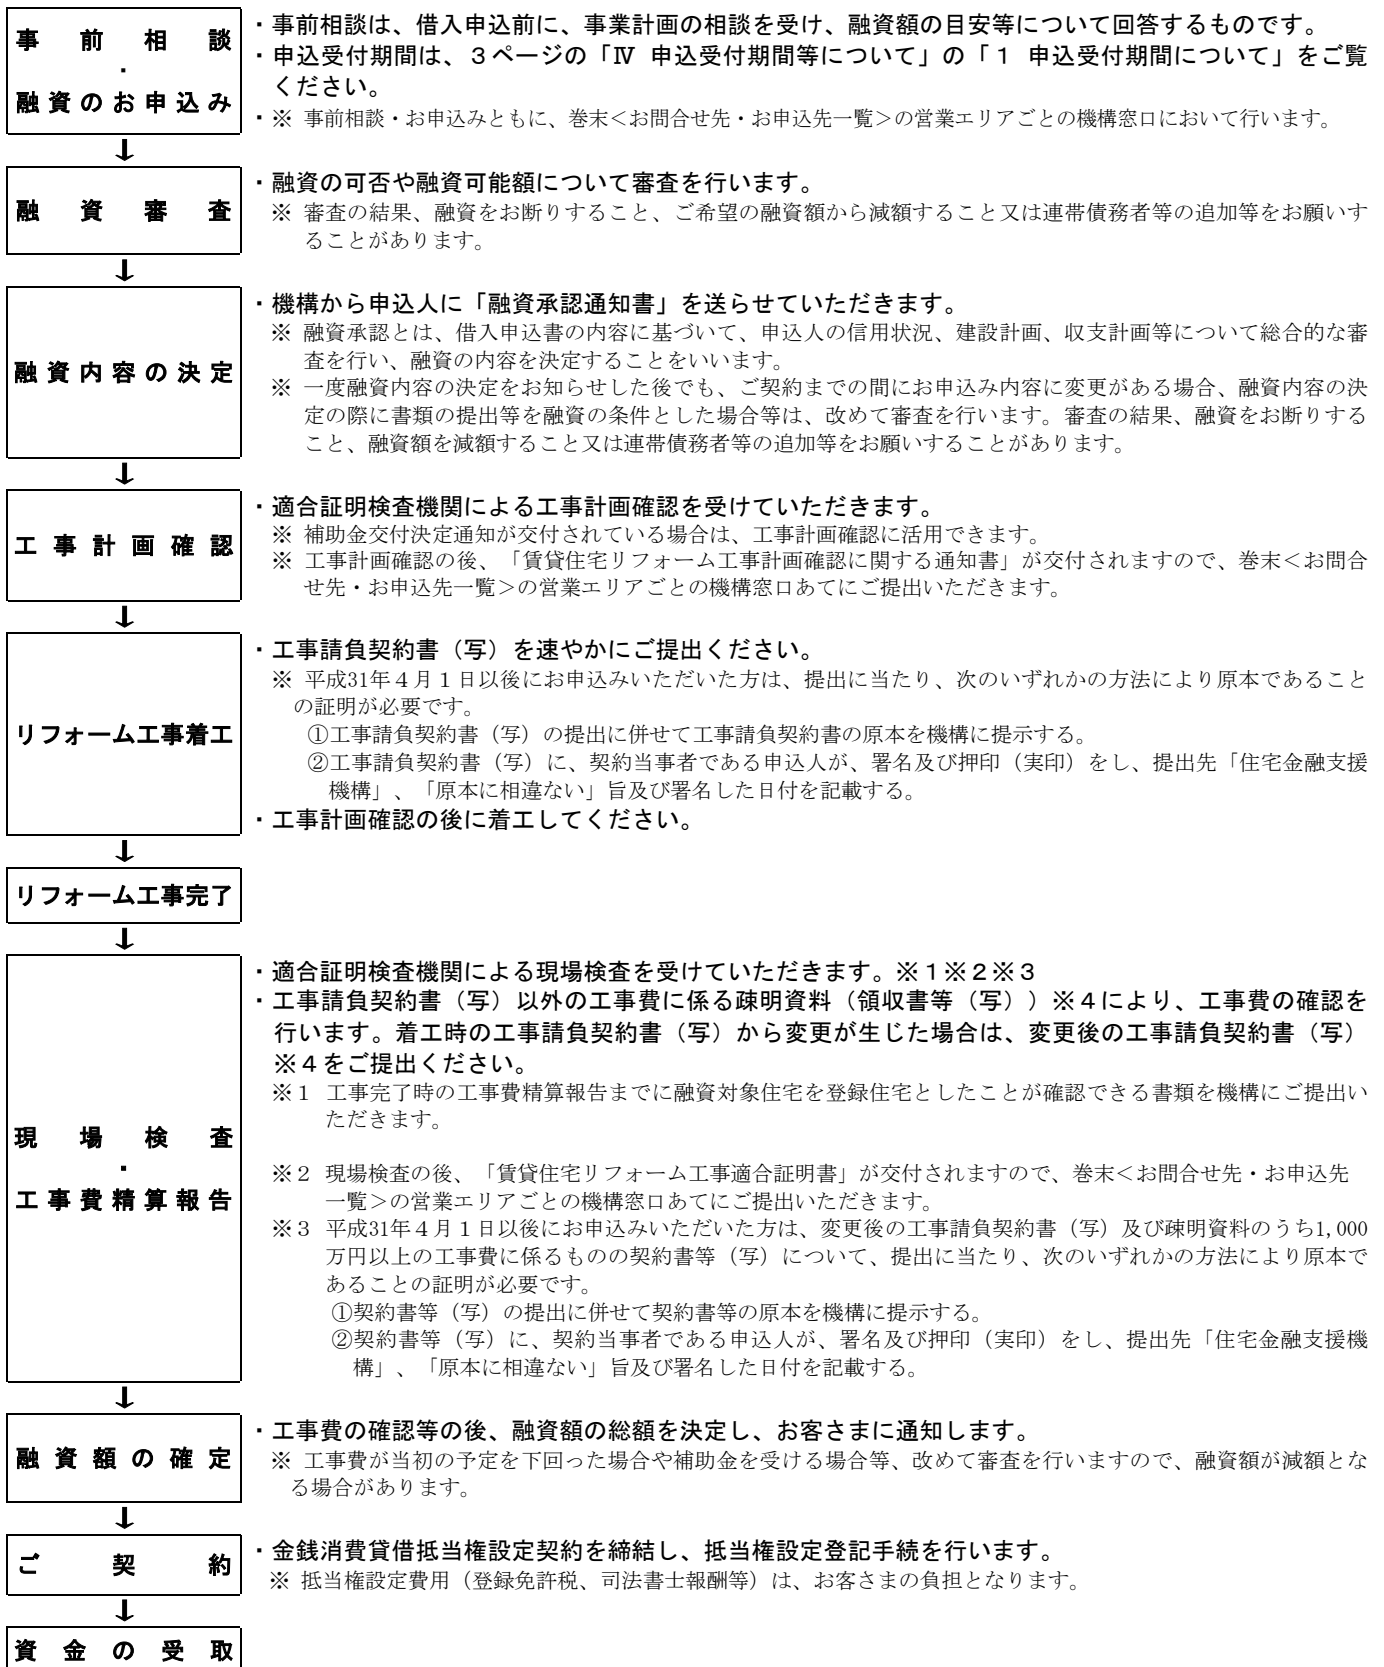 事前相談
・
融資のお申込み
・事前相談は、借入申込前に、事業計画の相談を受け、融資額の目安等について回答するものです。
・申込受付期間は、３ページの「Ⅳ 申込受付期間等について」の「１ 申込受付期間について」をご覧
ください。
・※ 事前相談・お申込みともに、巻末＜お問合せ先・お申込先一覧＞の営業エリアごとの機構窓口において行います。
↓
融資審査
・融資の可否や融資可能額について審査を行います。
※ 審査の結果、融資をお断りすること、ご希望の融資額から減額すること又は連帯債務者等の追加等をお願いす
ることがあります。
↓
融資内容の決定
・機構から申込人に「融資承認通知書」を送らせていただきます。
※ 融資承認とは、借入申込書の内容に基づいて、申込人の信用状況、建設計画、収支計画等について総合的な審
査を行い、融資の内容を決定することをいいます。
※ 一度融資内容の決定をお知らせした後でも、ご契約までの間にお申込み内容に変更がある場合、融資内容の決
定の際に書類の提出等を融資の条件とした場合等は、改めて審査を行います。審査の結果、融資をお断りする
こと、融資額を減額すること又は連帯債務者等の追加等をお願いすることがあります。
↓
工事計画確認
・適合証明検査機関による工事計画確認を受けていただきます。
※ 補助金交付決定通知が交付されている場合は、工事計画確認に活用できます。
※ 工事計画確認の後、「賃貸住宅リフォーム工事計画確認に関する通知書」が交付されますので、巻末＜お問合
せ先・お申込先一覧＞の営業エリアごとの機構窓口あてにご提出いただきます。
↓
リフォーム工事着工
・工事請負契約書（写）を速やかにご提出ください。
※ 平成31年４月１日以後にお申込みいただいた方は、提出に当たり、次のいずれかの方法により原本であること
の証明が必要です。
①工事請負契約書（写）の提出に併せて工事請負契約書の原本を機構に提示する。
②工事請負契約書（写）に、契約当事者である申込人が、署名及び押印（実印）をし、提出先「住宅金融支援
機構」、「原本に相違ない」旨及び署名した日付を記載する。
・工事計画確認の後に着工してください。
↓
リフォーム工事完了
↓
現場検査
・
工事費精算報告
・適合証明検査機関による現場検査を受けていただきます。※１※２※３
・工事請負契約書（写）以外の工事費に係る疎明資料（領収書等（写））※４により、工事費の確認を
行います。着工時の工事請負契約書（写）から変更が生じた場合は、変更後の工事請負契約書（写）
※４をご提出ください。
※１ 工事完了時の工事費精算報告までに融資対象住宅を登録住宅としたことが確認できる書類を機構にご提出い
ただきます。
※２ 現場検査の後、「賃貸住宅リフォーム工事適合証明書」が交付されますので、巻末＜お問合せ先・お申込先
一覧＞の営業エリアごとの機構窓口あてにご提出いただきます。
※３ 平成31年４月１日以後にお申込みいただいた方は、変更後の工事請負契約書（写）及び疎明資料のうち1,000
万円以上の工事費に係るものの契約書等（写）について、提出に当たり、次のいずれかの方法により原本で
あることの証明が必要です。
①契約書等（写）の提出に併せて契約書等の原本を機構に提示する。
②契約書等（写）に、契約当事者である申込人が、署名及び押印（実印）をし、提出先「住宅金融支援機
構」、「原本に相違ない」旨及び署名した日付を記載する。
↓
融資額の確定
・工事費の確認等の後、融資額の総額を決定し、お客さまに通知します。
※ 工事費が当初の予定を下回った場合や補助金を受ける場合等、改めて審査を行いますので、融資額が減額とな
る場合があります。
↓
ご契約
・金銭消費貸借抵当権設定契約を締結し、抵当権設定登記手続を行います。
※ 抵当権設定費用（登録免許税、司法書士報酬等）は、お客さまの負担となります。
↓
資金の受取